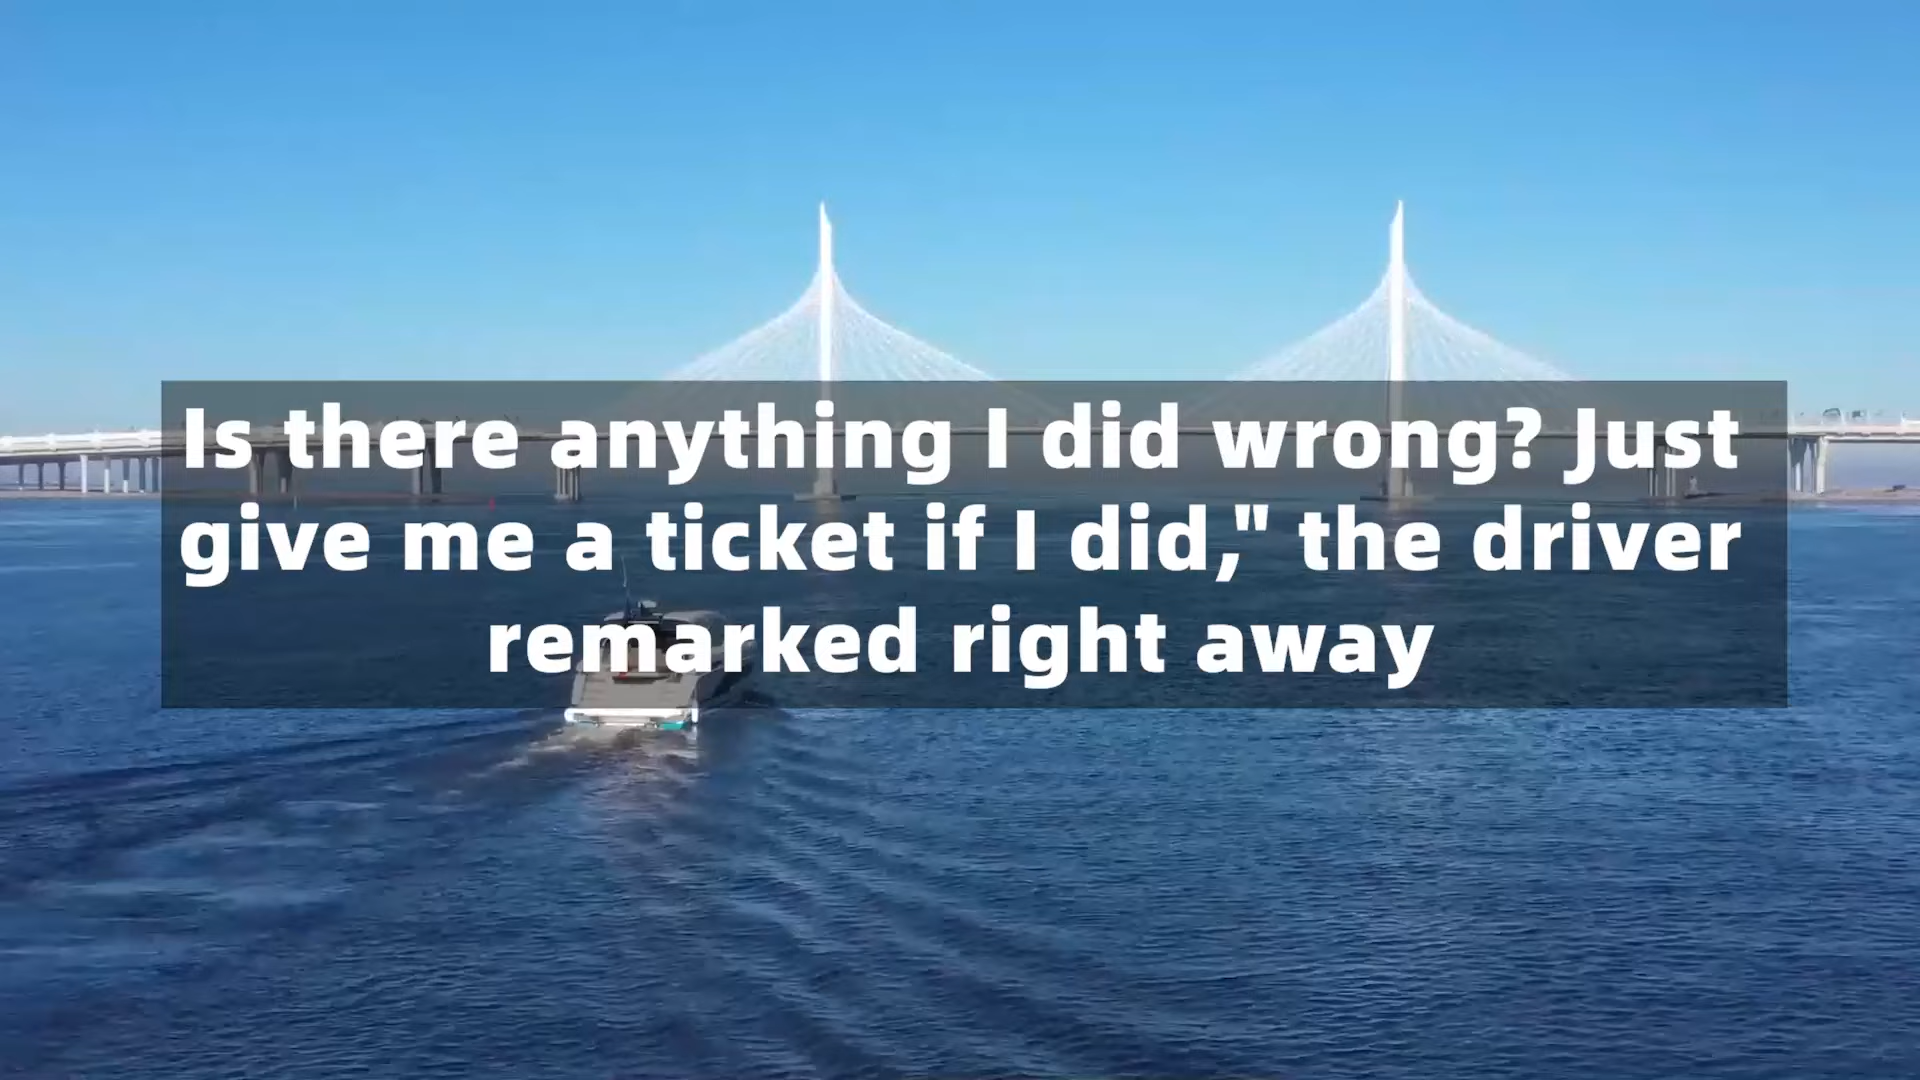 Is there anything I did wrong? Just
give me a ticket if I did," the driver
remarked right away